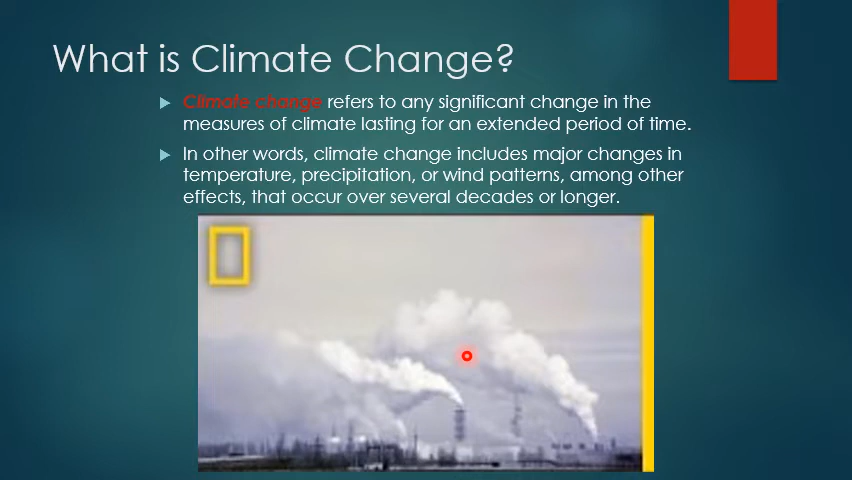 What is Climate Change?
Climate change refers to any significant change in the
measures of climate lasting for an extended period of time.
In other words, climate change includes major changes in
temperature, precipitation, or wind patterns, among other
effects, that occur over several decades or longer.